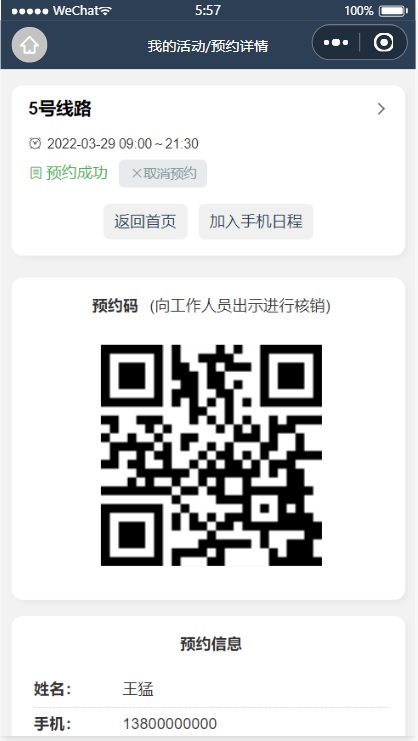 WeChat 5:57 100%
我的活动/预约详情
5号线路
2022-03-29 09:00～21:30
预约成功 ×取消预约
返回首页 加入手机日程
预约码 (向工作人员出示进行核销)
预约信息
姓名： 王猛
手机： 13800000000